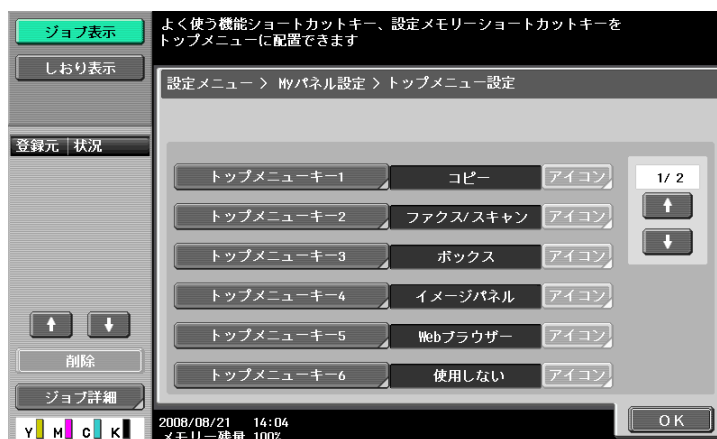 ジョブ表示
しおり表示
よく使う機能ショートカットキー、設定メモリーショートカットキーを
トップメニューに配置できます
設定メニュー > Myパネル設定 > トップメニュー設定
登録元 状況
トップメニューキー1 コピー アイコン
トップメニューキー2 ファクス/スキャン アイコン
トップメニューキー3 ボックス アイコン
トップメニューキー4 イメージパネル アイコン
トップメニューキー5 Webブラウザー アイコン
トップメニューキー6 使用しない アイコン
1/ 2
削除
ジョブ詳細
Y M C K
2008/08/21 14:04
メモリー残量 100%
OK